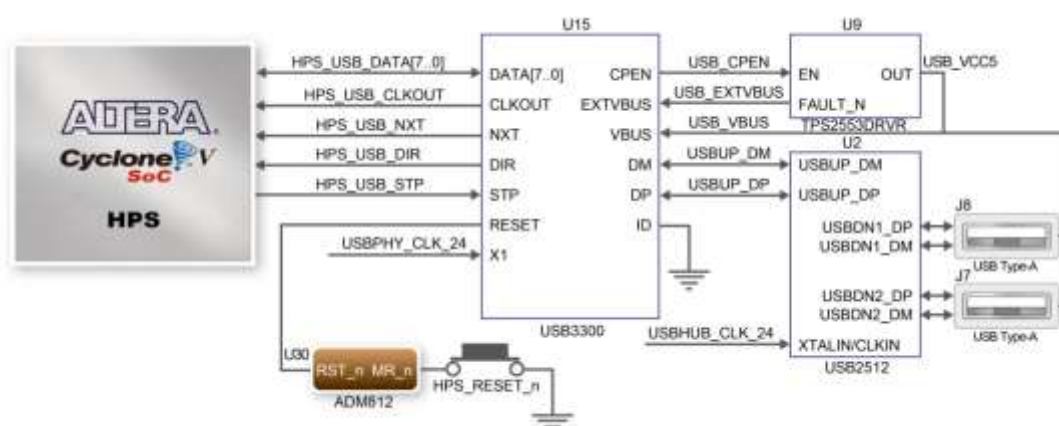 U15
U9
HPS_USB_DATA[7..0]
DATA[7..0]
CPEN
USB_CPEN
EN
OUT
USB_VCC5
HPS_USB_CLKOUT
CLKOUT
EXTVBUS
USB_EXTVBUS
FAULT_N
ALTERA.
HPS_USB_NXT
NXT
VBUS
USB_VBUS
TPS2553DRVR
U2
Cyclone V
SoC
HPS_USB_DIR
DIR
DM
USBUP_DM
USBUP_DM
HPS_USB_STP
STP
DP
USBUP_DP
USBUP_DP
HPS
RESET
ID
USBDN1_DP
J8
USBPHY_CLK_24
X1
USBDN1_DM
USB Type-A
J7
USBDN2_DP
USBDN2_DM
USB3300
USBHUB_CLK_24
XTALIN/CLKIN
USB Type-A
U30
USB2512
RST_n MR_n
HPS_RESET_n
ADM812